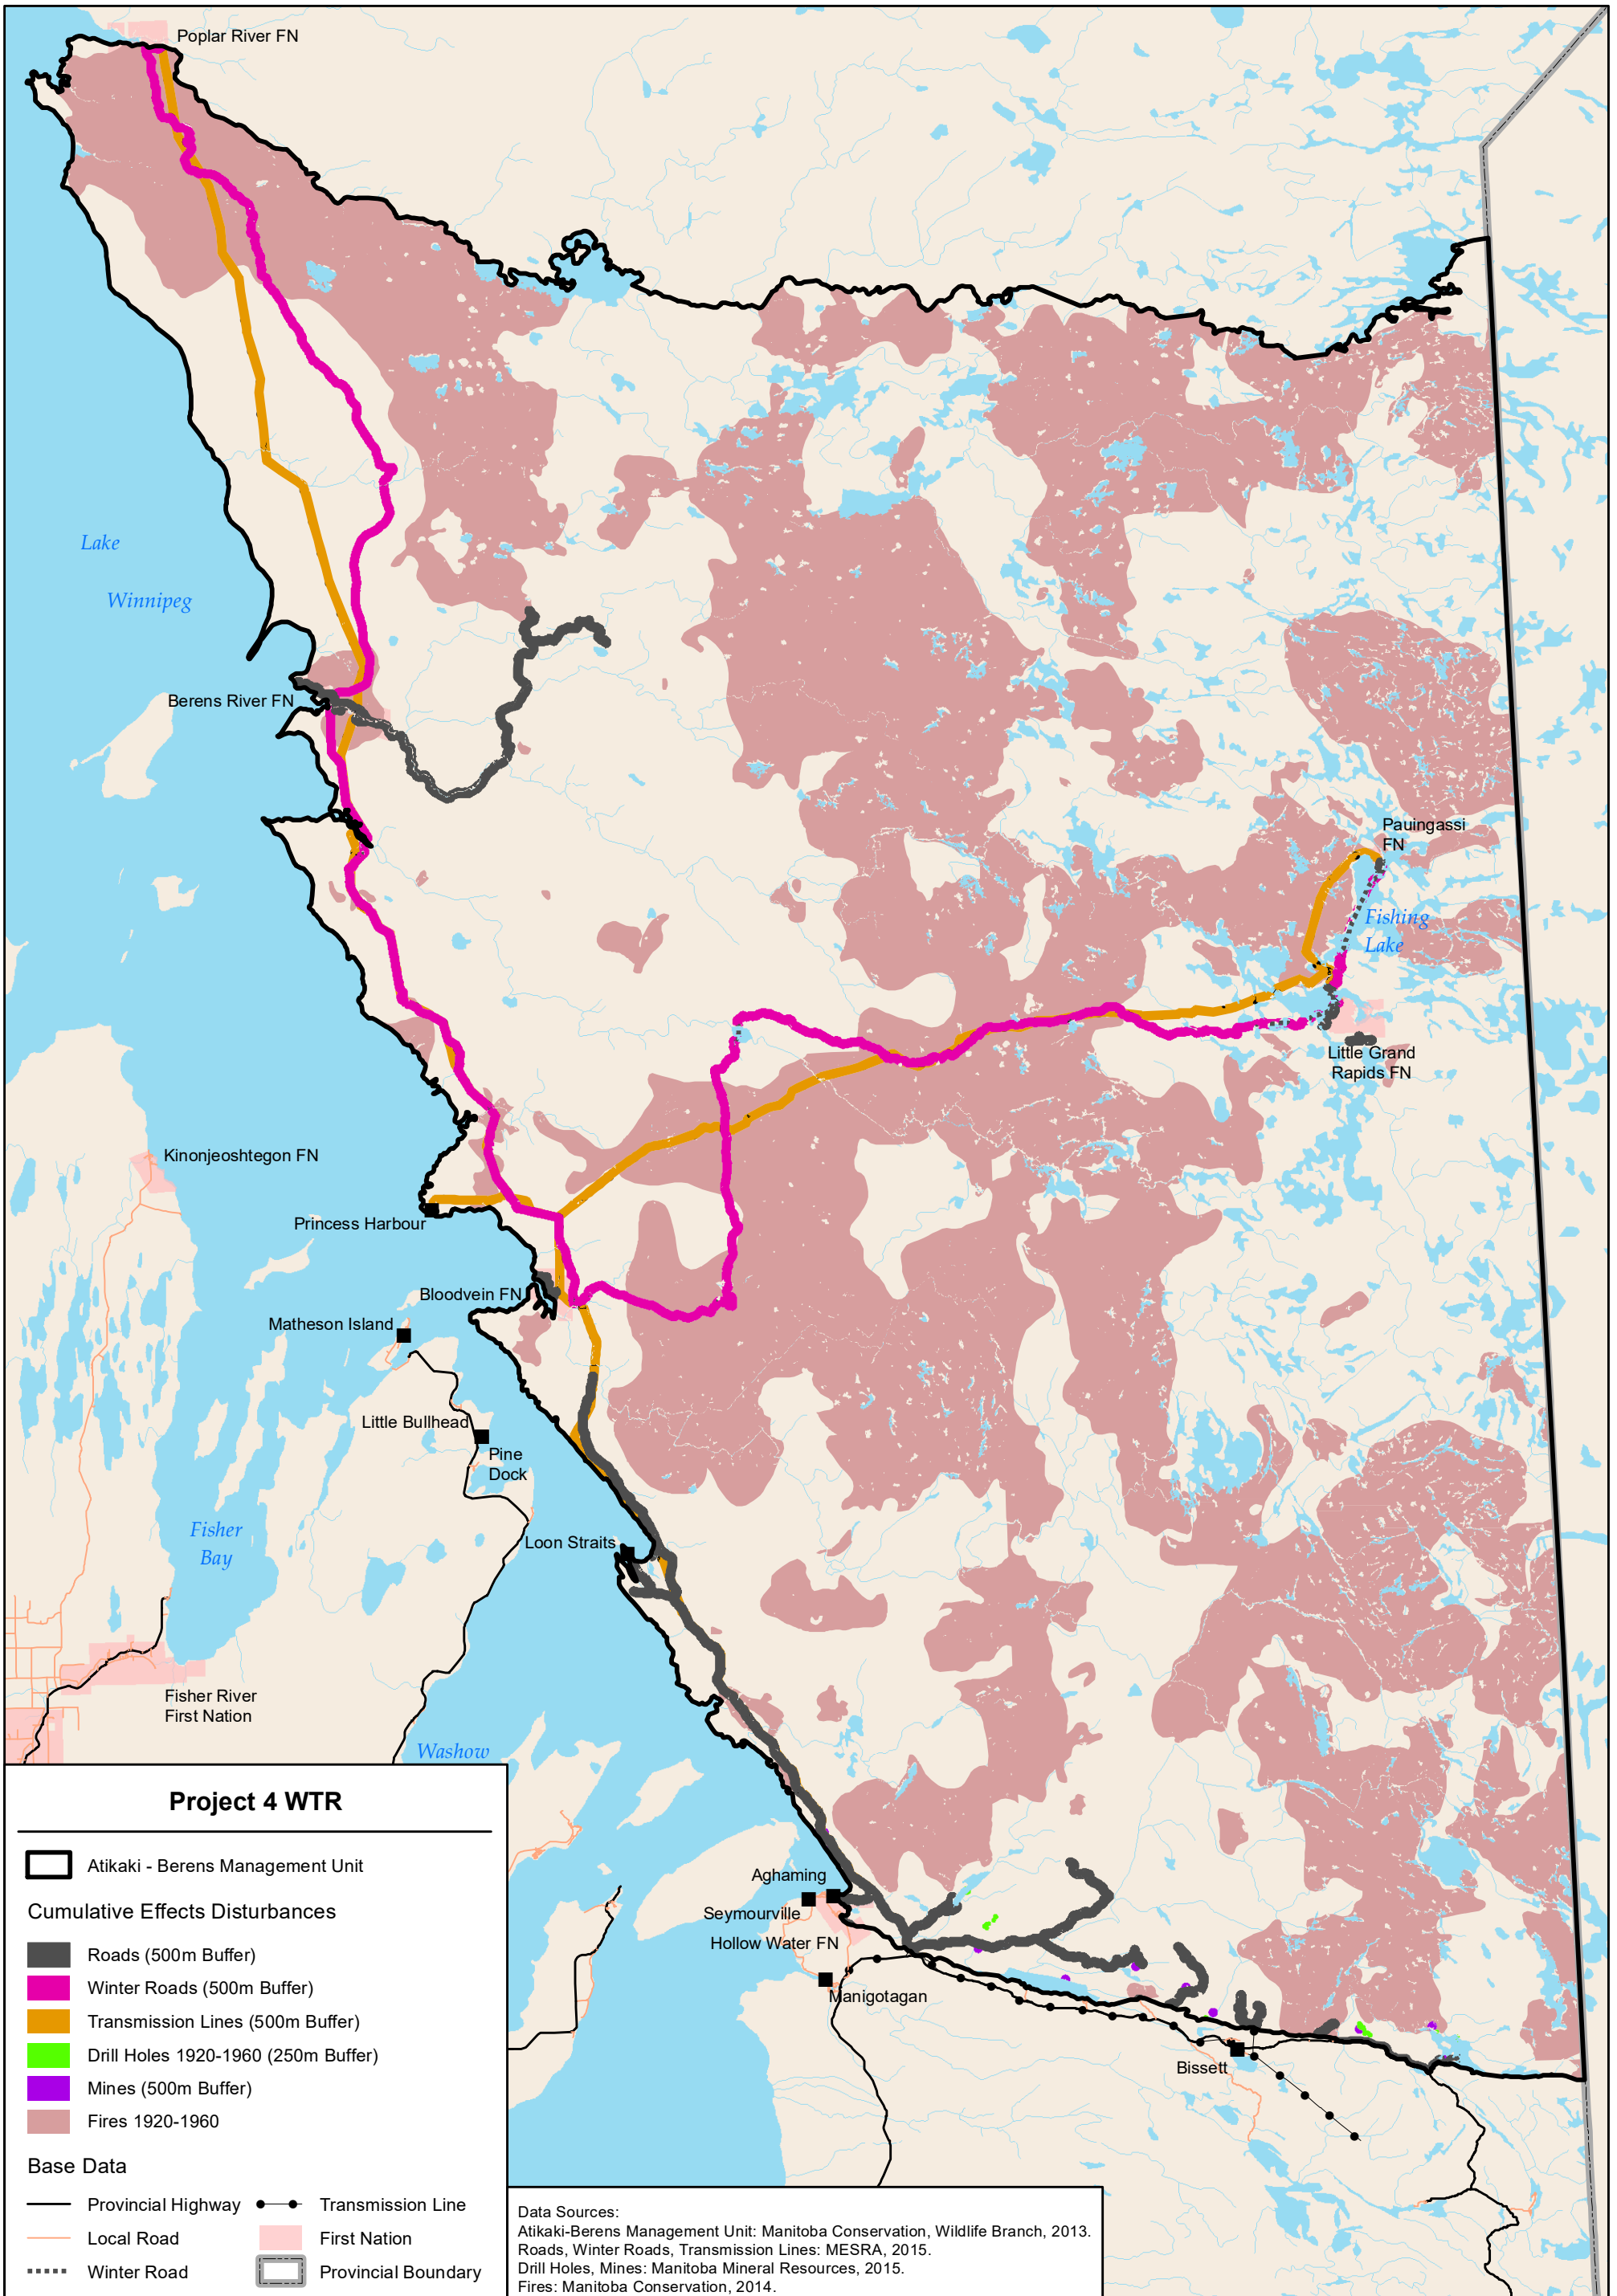 Poplar River FN
Lake
Winnipeg
Berens River FN
Pauingassi
FN
Fishing
Lake
Little Grand
Rapids FN
Kinonjeoshtegon FN
Princess Harbour
Bloodvein FN
Matheson Island
Little Bullhead
Pine
Dock
Fisher
Bay
Loon Straits
Fisher River
First Nation
Washow
Aghaming
Seymourville
Hollow Water FN
Manigotagan
Bissett
Project 4 WTR
Atikaki - Berens Management Unit
Cumulative Effects Disturbances
Roads (500m Buffer)
Winter Roads (500m Buffer)
Transmission Lines (500m Buffer)
Drill Holes 1920-1960 (250m Buffer)
Mines (500m Buffer)
Fires 1920-1960
Base Data
Provincial Highway
Transmission Line
Local Road
First Nation
Winter Road
Provincial Boundary
Data Sources:
Atikaki-Berens Management Unit: Manitoba Conservation, Wildlife Branch, 2013.
Roads, Winter Roads, Transmission Lines: MESRA, 2015.
Drill Holes, Mines: Manitoba Mineral Resources, 2015.
Fires: Manitoba Conservation, 2014.